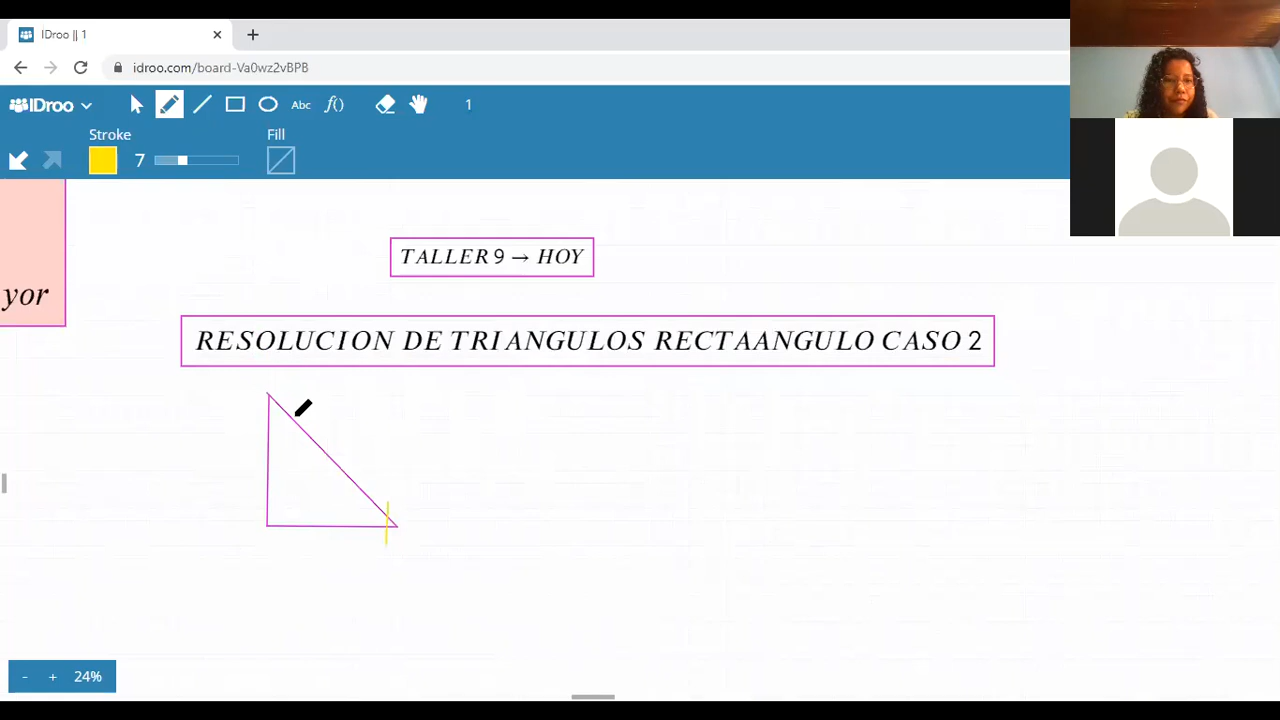 IDroo || 1
idroo.com/board-Va0wz2vBPB
IDroo
Abc
f()
1
Stroke
Fill
7
yor
TALLER 9 → HOY
RESOLUCION DE TRIANGULOS RECTAANGULO CASO 2
- + 24%